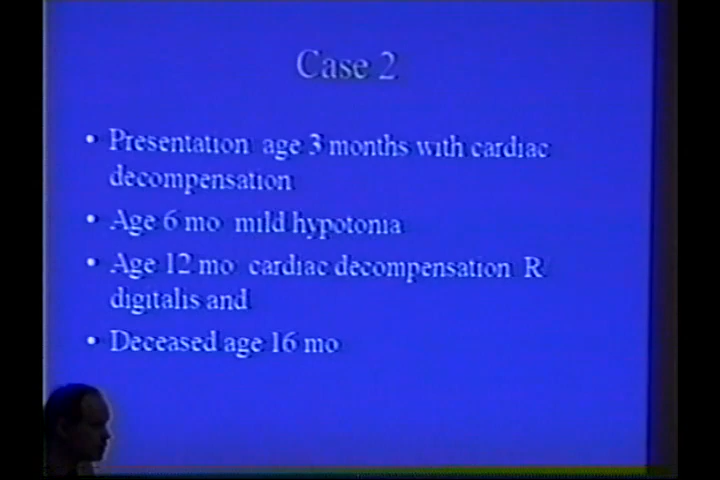 Case 2
• Presentation age 3 months with cardiac
decompensation
• Age 6 mo mild hypotonia
• Age 12 mo cardiac decompensation R
digitalis and
• Deceased age 16 mo